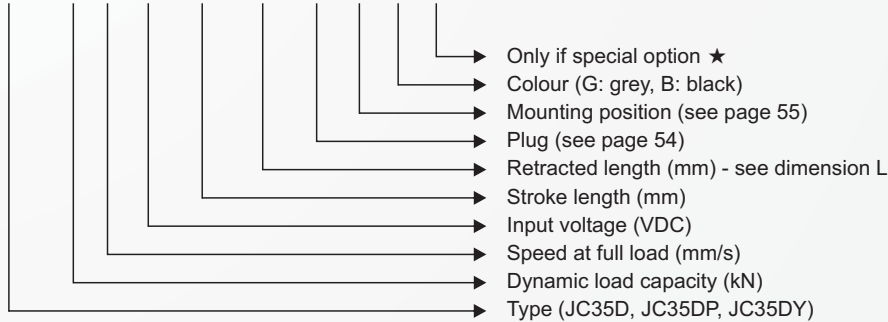 Only if special option ★
Colour (G: grey, B: black)
Mounting position (see page 55)
Plug (see page 54)
Retracted length (mm) - see dimension L
Stroke length (mm)
Input voltage (VDC)
Speed at full load (mm/s)
Dynamic load capacity (kN)
Type (JC35D, JC35DP, JC35DY)